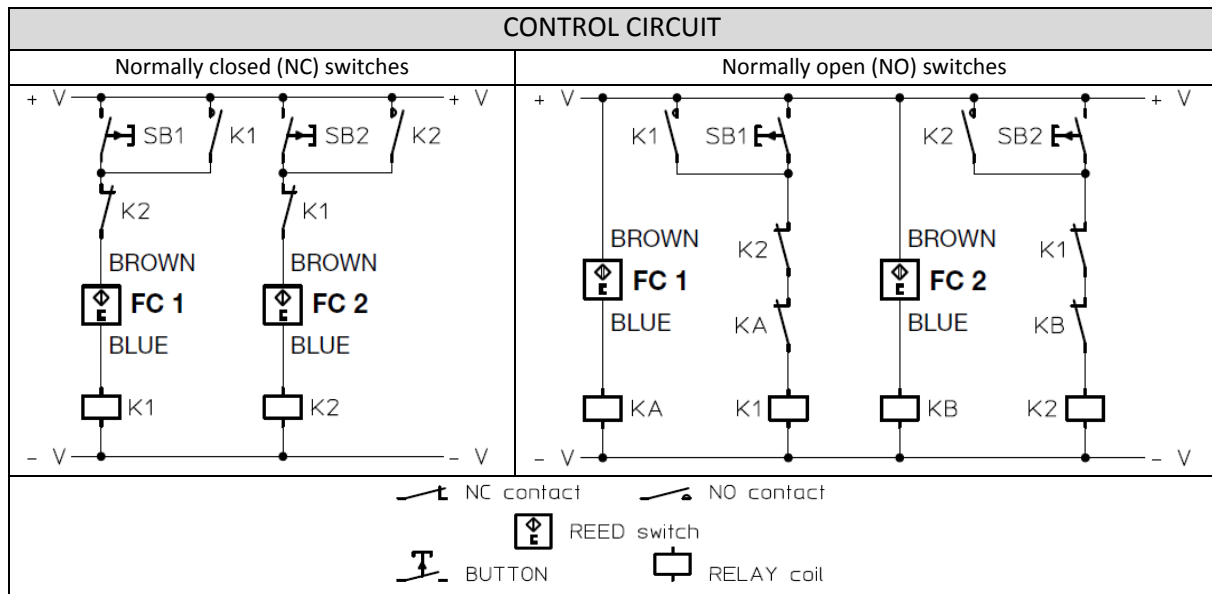 CONTROL CIRCUIT
Normally closed (NC) switches
Normally open (NO) switches
+ V + V
SB1 K1 SB2 K2
K2 K1
BROWN BROWN
FC 1 FC 2
BLUE BLUE
K1 K2
- V - V
+ V + V
K1 SB1 K2 SB2
BROWN K2 BROWN K1
FC 1 FC 2
BLUE KA BLUE KB
KA K1 KB K2
- V - V
NC contact NO contact
REED switch
BUTTON RELAY coil